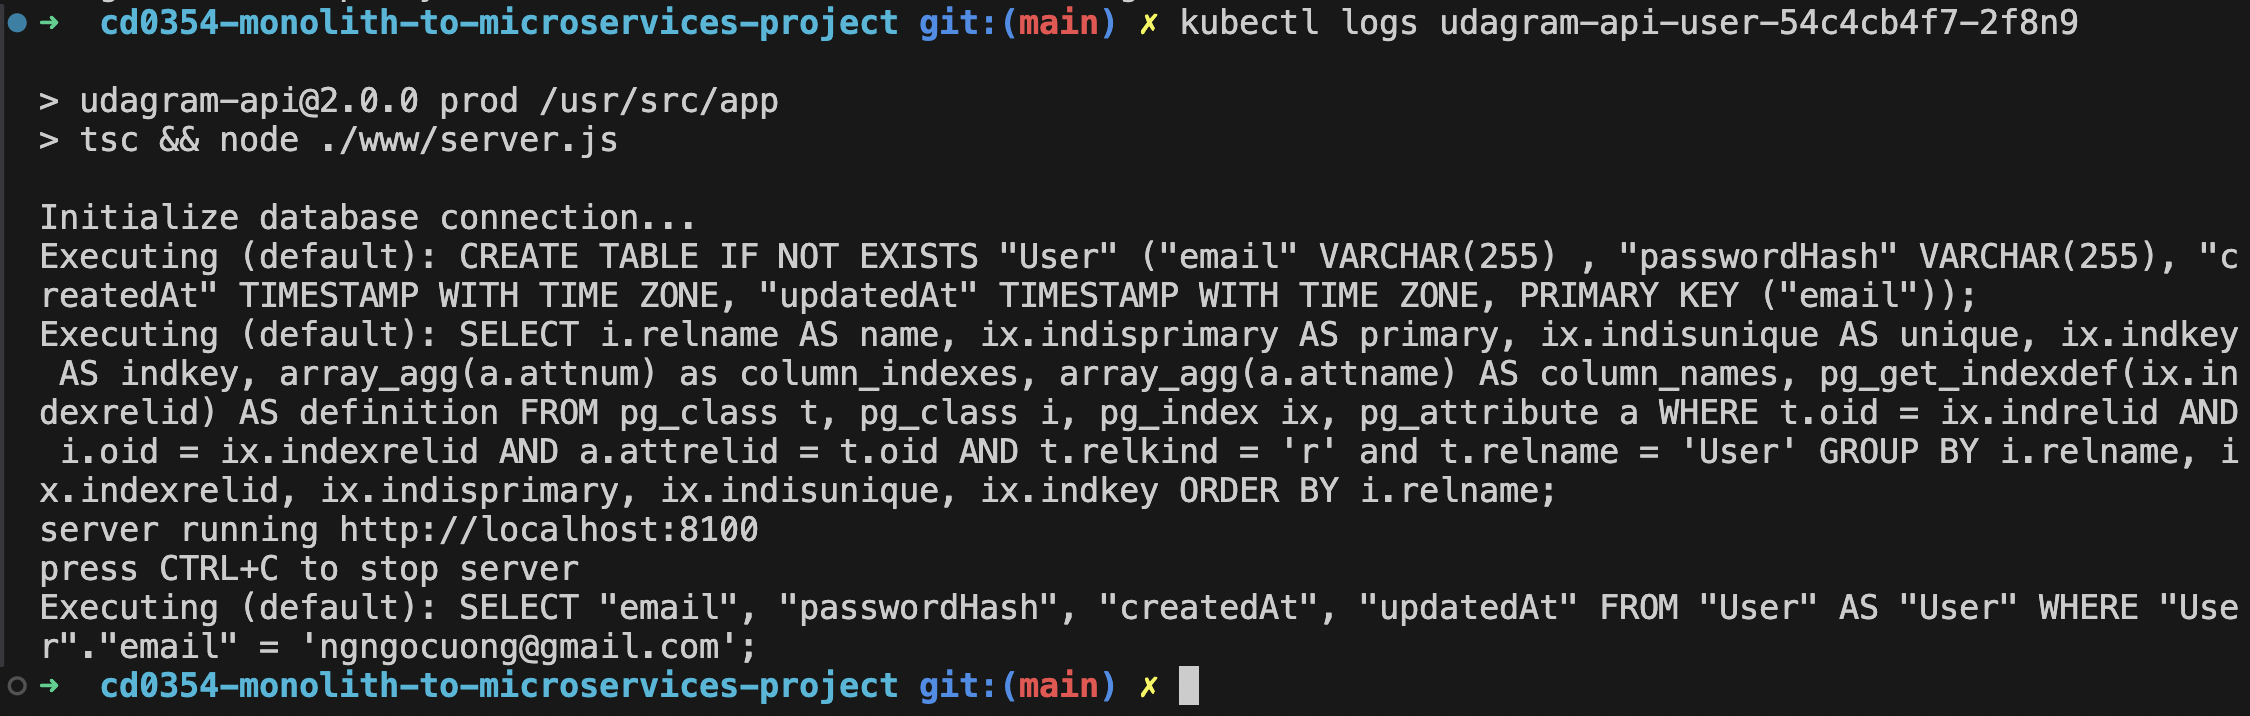 ➜  cd0354-monolith-to-microservices-project git:(main) ✗ kubectl logs udagram-api-user-54c4cb4f7-2f8n9

> udagram-api@2.0.0 prod /usr/src/app
> tsc && node ./www/server.js

Initialize database connection...
Executing (default): CREATE TABLE IF NOT EXISTS "User" ("email" VARCHAR(255) , "passwordHash" VARCHAR(255), "c
reatedAt" TIMESTAMP WITH TIME ZONE, "updatedAt" TIMESTAMP WITH TIME ZONE, PRIMARY KEY ("email"));
Executing (default): SELECT i.relname AS name, ix.indisprimary AS primary, ix.indisunique AS unique, ix.indkey
 AS indkey, array_agg(a.attnum) as column_indexes, array_agg(a.attname) AS column_names, pg_get_indexdef(ix.in
dexrelid) AS definition FROM pg_class t, pg_class i, pg_index ix, pg_attribute a WHERE t.oid = ix.indrelid AND
 i.oid = ix.indexrelid AND a.attrelid = t.oid AND t.relkind = 'r' and t.relname = 'User' GROUP BY i.relname, i
x.indexrelid, ix.indisprimary, ix.indisunique, ix.indkey ORDER BY i.relname;
server running http://localhost:8100
press CTRL+C to stop server
Executing (default): SELECT "email", "passwordHash", "createdAt", "updatedAt" FROM "User" AS "User" WHERE "Use
r"."email" = 'ngngocuong@gmail.com';
➜  cd0354-monolith-to-microservices-project git:(main) ✗